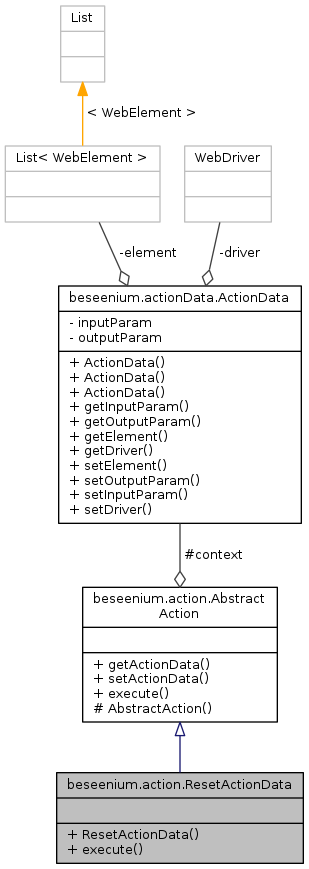 List
< WebElement >
List< WebElement >
WebDriver
-element
-driver
beseenium.actionData.ActionData
- inputParam
- outputParam
+ ActionData()
+ ActionData()
+ ActionData()
+ getInputParam()
+ getOutputParam()
+ getElement()
+ getDriver()
+ setElement()
+ setOutputParam()
+ setInputParam()
+ setDriver()
#context
beseenium.action.Abstract
Action
+ getActionData()
+ setActionData()
+ execute()
# AbstractAction()
beseenium.action.ResetActionData
+ ResetActionData()
+ execute()